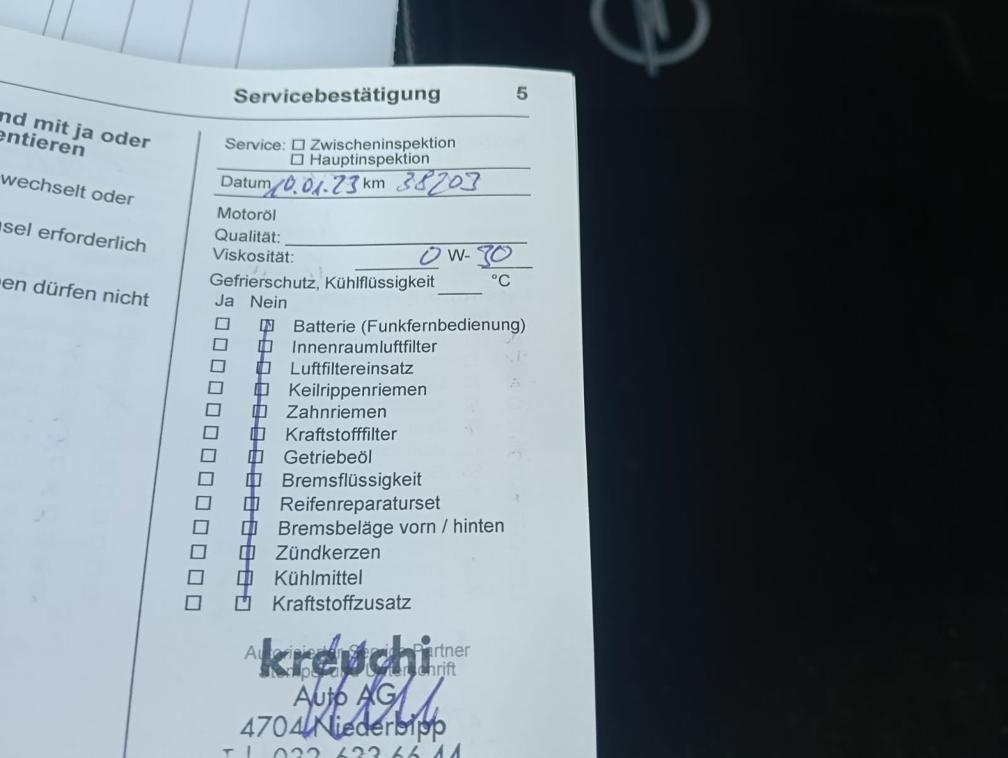 Servicebestätigung 5
nd mit ja oder
entieren
wechselt oder
sel erforderlich
en dürfen nicht
Service: □ Zwischeninspektion
□ Hauptinspektion
Datum 10.01.23 km 38203
Motoröl
Qualität:
Viskosität: 0 W- 30
Gefrierschutz, Kühlflüssigkeit °C
Ja Nein
Batterie (Funkfernbedienung)
Innenraumluftfilter
Luftfiltereinsatz
Keilrippenriemen
Zahnriemen
Kraftstofffilter
Getriebeöl
Bremsflüssigkeit
Reifenreparaturset
Bremsbeläge vorn / hinten
Zündkerzen
Kühlmittel
Kraftstoffzusatz
Partner
kreuchi
Auto AG
4704 Niederbipp